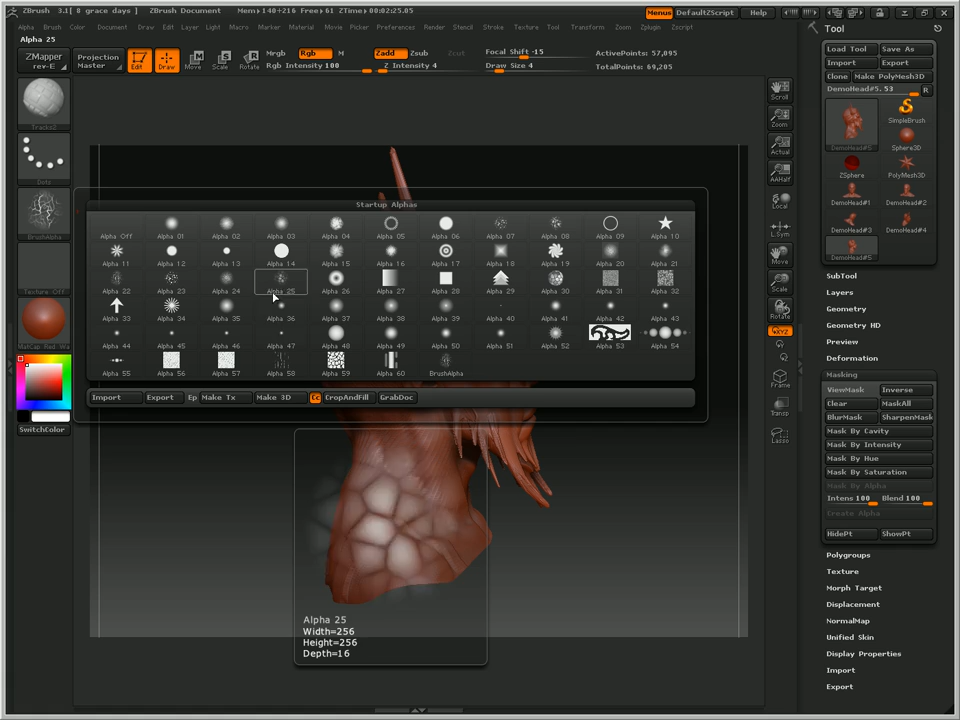 ZBrush 3.1[ 8 grace days ] ZBrush Document Mem>140+216 Free>61 ZTime> 00:02:25.05 Menus DefaultZScript Help
Alpha Brush Color Document Draw Edit Layer Light Macro Marker Material Movie Picker Preferences Render Stencil Stroke Texture Tool Transform Zoom Zplugin Zscript
Alpha 25
Tool
ZMapper
rev-E
Projection
Master
Edit Draw Move Scale Rotate
Mrgb Rgb M
Rgb Intensity 100
Zadd Zsub Zcut
Z Intensity 4
Focal Shift -15
Draw Size 4
ActivePoints: 57,095
TotalPoints: 69,205
Load Tool Save As
Import Export
Clone Make PolyMesh3D
DemoHead#5. 53 R
DemoHead#5 SimpleBrush
Sphere3D
ZSphere PolyMesh3D
DemoHead#1 DemoHead#2
DemoHead#3 DemoHead#4
DemoHead#5
Tracks2
Dots
BrushAlpha
Texture Off
MatCap Red Wa
SwitchColor
Startup Alphas
Alpha Off Alpha 01 Alpha 02 Alpha 03 Alpha 04 Alpha 05 Alpha 06 Alpha 07 Alpha 08 Alpha 09 Alpha 10
Alpha 11 Alpha 12 Alpha 13 Alpha 14 Alpha 15 Alpha 16 Alpha 17 Alpha 18 Alpha 19 Alpha 20 Alpha 21
Alpha 22 Alpha 23 Alpha 24 Alpha 25 Alpha 26 Alpha 27 Alpha 28 Alpha 29 Alpha 30 Alpha 31 Alpha 32
Alpha 33 Alpha 34 Alpha 35 Alpha 36 Alpha 37 Alpha 38 Alpha 39 Alpha 40 Alpha 41 Alpha 42 Alpha 43
Alpha 44 Alpha 45 Alpha 46 Alpha 47 Alpha 48 Alpha 49 Alpha 50 Alpha 51 Alpha 52 Alpha 53 Alpha 54
Alpha 55 Alpha 56 Alpha 57 Alpha 58 Alpha 59 Alpha 60 BrushAlpha
Import Export Ep Make Tx Make 3D Cc CropAndFill GrabDoc
Alpha 25
Width=256
Height=256
Depth=16
Scroll
Zoom
Actual
AAHalf
Local
L.Sym
Move
Scale
Rotate
XYZ
Frame
Transp
Lasso
SubTool
Layers
Geometry
Geometry HD
Preview
Deformation
Masking
ViewMask Inverse
Clear MaskAll
BlurMask SharpenMask
Mask By Cavity
Mask By Intensity
Mask By Hue
Mask By Saturation
Mask By Alpha
Intens 100 Blend 100
Create Alpha
HidePt ShowPt
Polygroups
Texture
Morph Target
Displacement
NormalMap
Unified Skin
Display Properties
Import
Export